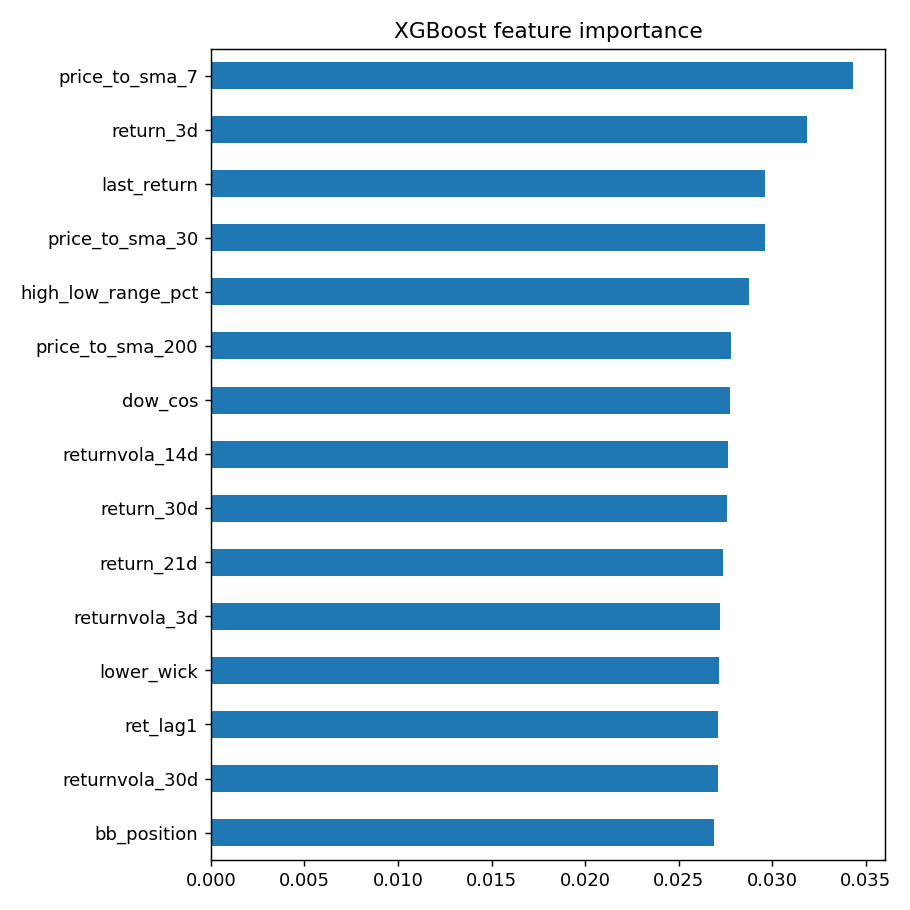 XGBoost feature importance
price_to_sma_7
return_3d
last_return
price_to_sma_30
high_low_range_pct
price_to_sma_200
dow_cos
returnvola_14d
return_30d
return_21d
returnvola_3d
lower_wick
ret_lag1
returnvola_30d
bb_position
0.000 0.005 0.010 0.015 0.020 0.025 0.030 0.035